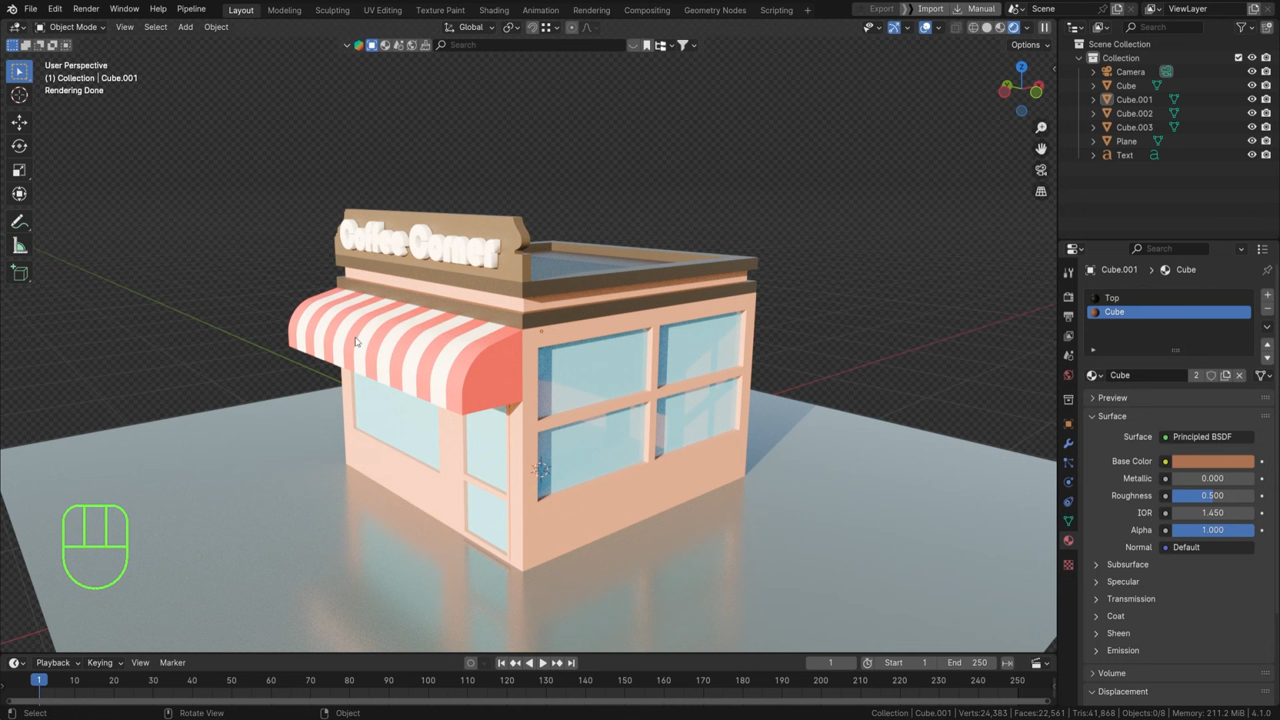 File Edit Render Window Help Pipeline Layout Modeling Sculpting UV Editing Texture Paint Shading Animation Rendering Compositing Geometry Nodes Scripting + Export Import Manual Scene ViewLayer
Object Mode View Select Add Object Global Search
Search Options
User Perspective
(1) Collection | Cube.001
Rendering Done
Scene Collection
Collection
Camera
Cube
Cube.001
Cube.002
Cube.003
Plane
Text
Coffee Corner
Search
Cube.001 > Cube
Top
Cube
Cube 2
Preview
Surface
Surface Principled BSDF
Base Color
Metallic 0.000
Roughness 0.500
IOR 1.450
Alpha 1.000
Normal Default
Subsurface
Specular
Transmission
Coat
Sheen
Emission
Volume
Displacement
Playback Keying View Marker 1 Start 1 End 250
1 10 20 30 40 50 60 70 80 90 100 110 120 130 140 150 160 170 180 190 200 210 220 230 240 250
Select Rotate View Object Collection | Cube.001 | Verts:24,383 | Faces:22,561 | Tris:41,868 | Objects:0/8 | Memory: 211.2 MiB | 4.1.0